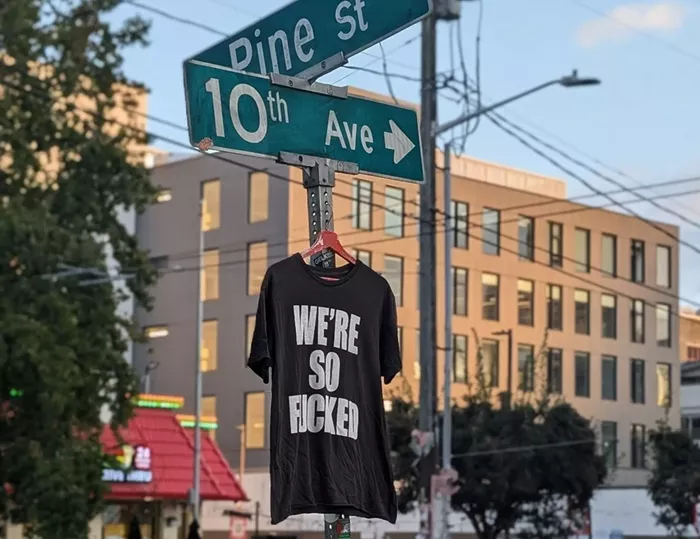 Pine st
10th Ave
WE'RE
SO
FUCKED